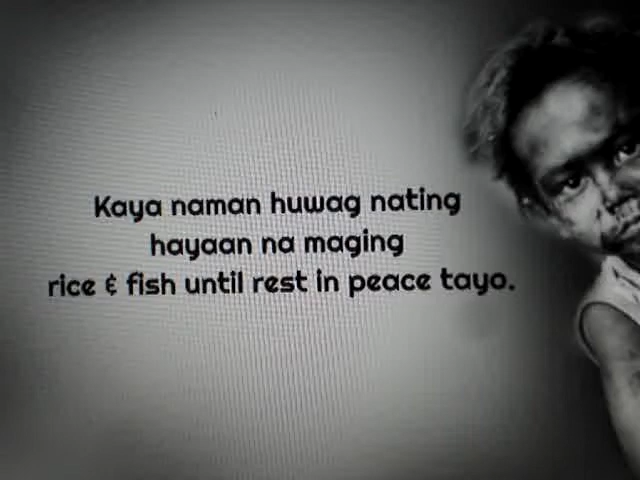 Kaya naman huwag nating
hayaan na maging
rice & fish until rest in peace tayo.